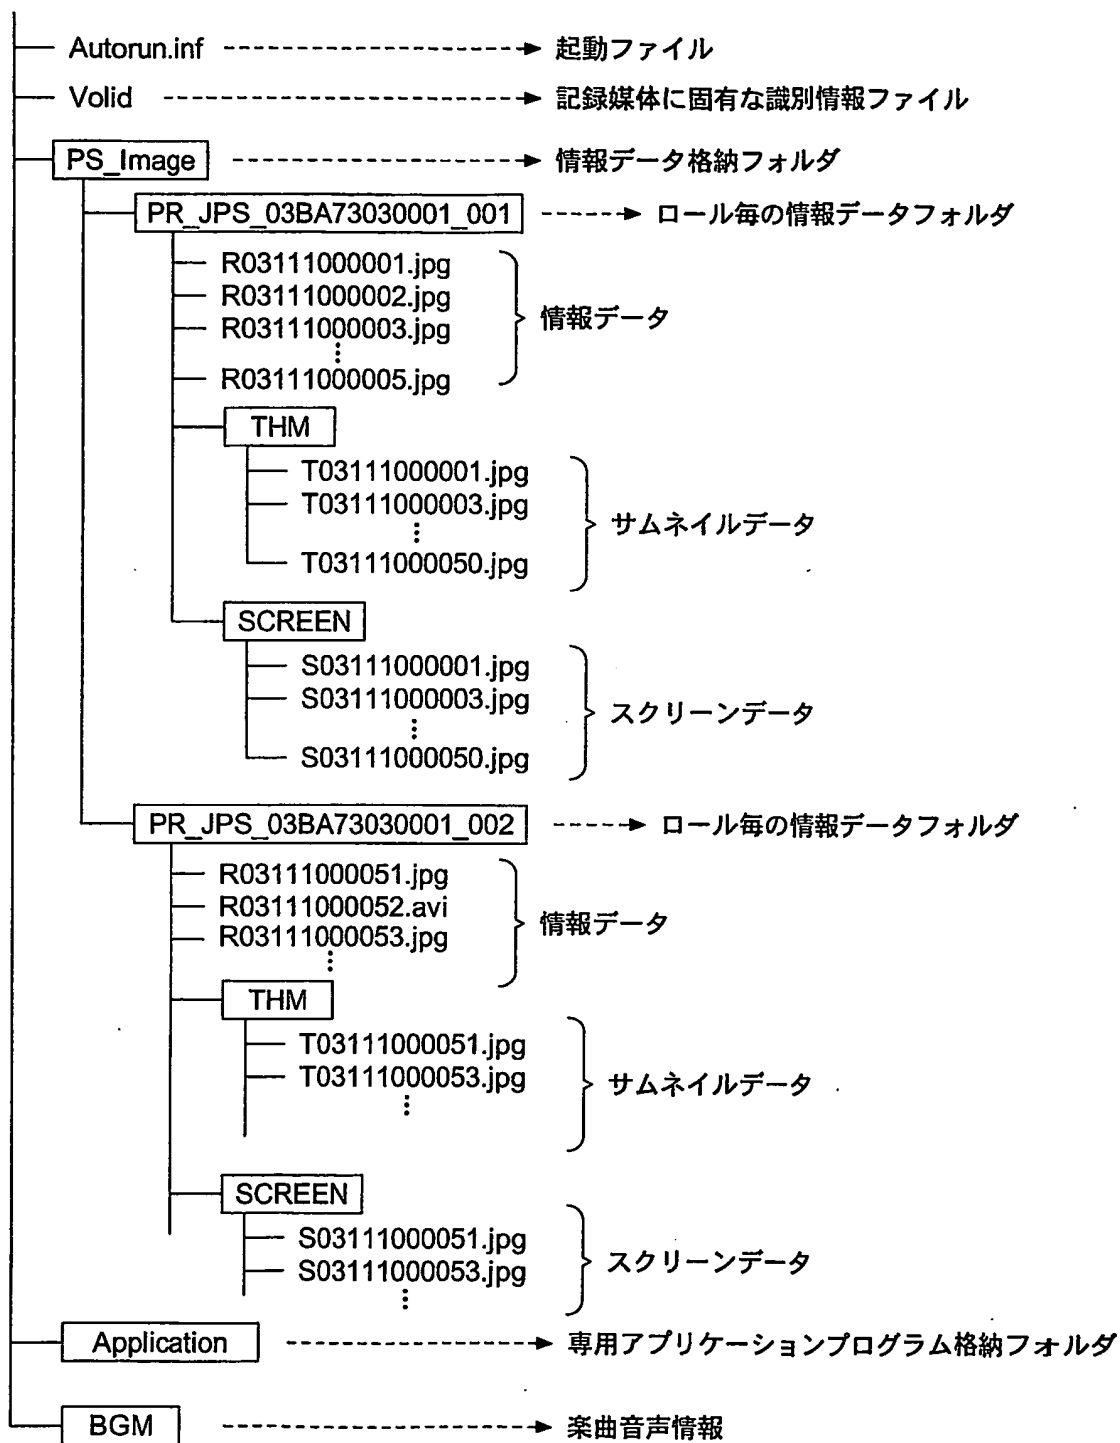 Autorun.inf 起動ファイル
Volid 記録媒体に固有な識別情報ファイル
PS_Image 情報データ格納フォルダ
PR_JPS_03BA73030001_001 ロール毎の情報データフォルダ
R03111000001.jpg
R03111000002.jpg
R03111000003.jpg
情報データ
R03111000005.jpg
THM
T03111000001.jpg
T03111000003.jpg
サムネイルデータ
T03111000050.jpg
SCREEN
S03111000001.jpg
S03111000003.jpg
スクリーンデータ
S03111000050.jpg
PR_JPS_03BA73030001_002 ロール毎の情報データフォルダ
R03111000051.jpg
R03111000052.avi
情報データ
R03111000053.jpg
THM
T03111000051.jpg
T03111000053.jpg
サムネイルデータ
SCREEN
S03111000051.jpg
S03111000053.jpg
スクリーンデータ
Application 専用アプリケーションプログラム格納フォルダ
BGM 楽曲音声情報